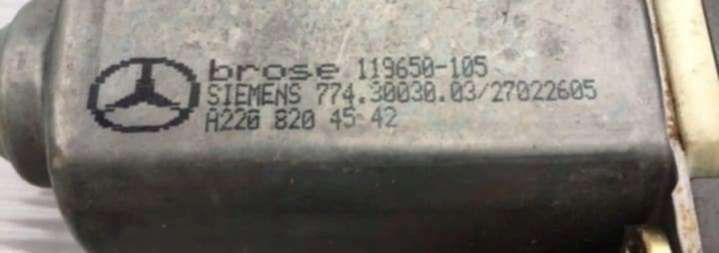 brose 119650-105
SIEMENS 774.30030.03/27022605
A220 820 45 42